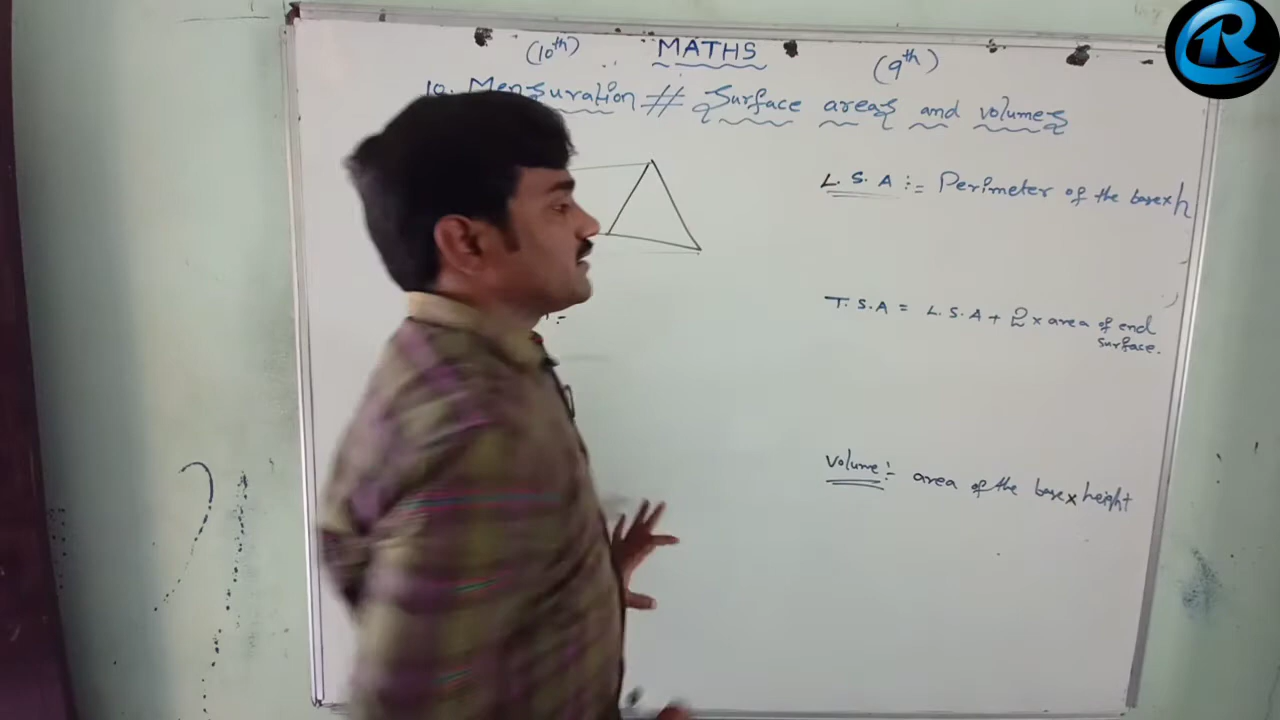 (10th) MATHS (9th)
10. Mensuration // Surface areas and volumes
L.S.A := Perimeter of the base×h
T.S.A = L.S.A + 2 × area of end
surface.
Volume:- area of the base×height
R